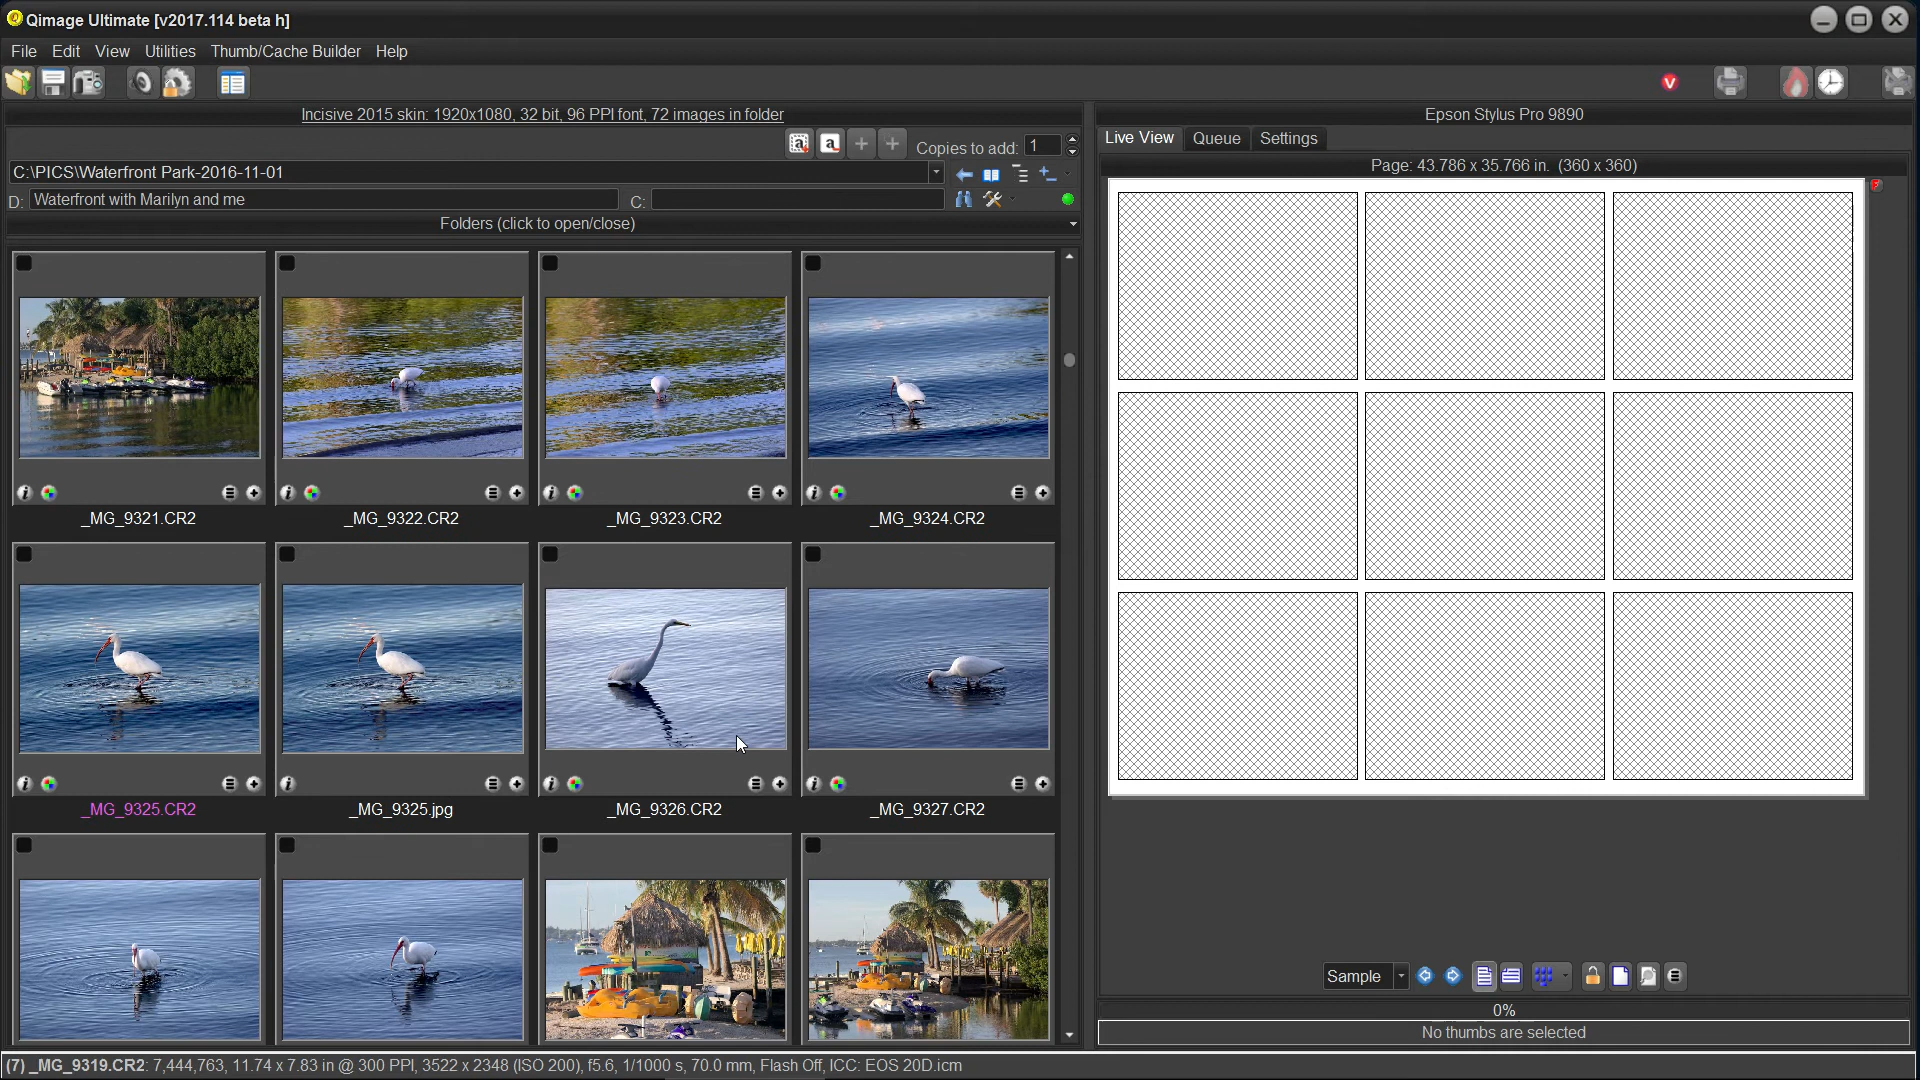 Qimage Ultimate [v2017.114 beta h]
File Edit View Utilities Thumb/Cache Builder Help
Incisive 2015 skin: 1920x1080, 32 bit, 96 PPI font, 72 images in folder
Epson Stylus Pro 9890
Live View Queue Settings
a a Copies to add: 1
Page: 43.786 x 35.766 in. (360 x 360)
C:\PICS\Waterfront Park-2016-11-01
D: Waterfront with Marilyn and me C:
Folders (click to open/close)
_MG_9321.CR2 _MG_9322.CR2 _MG_9323.CR2 _MG_9324.CR2
_MG_9325.CR2 _MG_9325.jpg _MG_9326.CR2 _MG_9327.CR2
Sample
0%
No thumbs are selected
(7) _MG_9319.CR2: 7,444,763, 11.74 x 7.83 in @ 300 PPI, 3522 x 2348 (ISO 200), f5.6, 1/1000 s, 70.0 mm, Flash Off, ICC: EOS 20D.icm